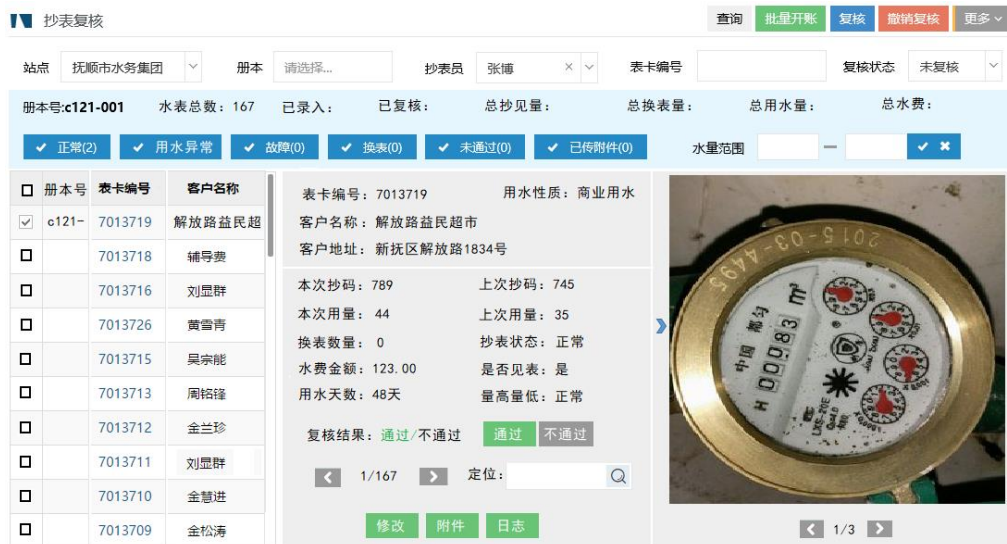 抄表复核 查询 批量开账 复核 撤销复核 更多
站点 抚顺市水务集团 册本 请选择... 抄表员 张博 × 表卡编号 复核状态 未复核
册本号:c121-001 水表总数：167 已录入： 已复核： 总抄见量： 总换表量： 总用水量： 总水费：
正常(2) 用水异常 故障(0) 换表(0) 未通过(0) 已传附件(0) 水量范围
册本号 表卡编号 客户名称
c121- 7013719 解放路益民超
7013718 辅导费
7013716 刘显群
7013726 黄雪青
7013715 吴宗能
7013713 周铭锋
7013712 金兰珍
7013711 刘显群
7013710 金慧进
7013709 金松涛
表卡编号：7013719 用水性质：商业用水
客户名称：解放路益民超市
客户地址：新抚区解放路1834号
本次抄码：789 上次抄码：745
本次用量：44 上次用量：35
换表数量：0 抄表状态：正常
水费金额：123.00 是否见表：是
用水天数：48天 量高量低：正常
复核结果：通过/不通过 通过 不通过
1/167 定位：
修改 附件 日志
2015-03-A495
中国 都匀 m³
00083
H
LXS-20E
1/3